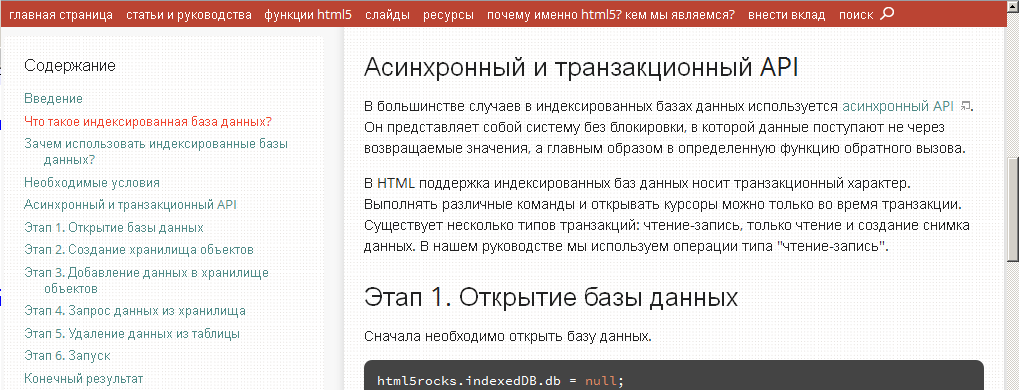 главная страница статьи и руководства функции html5 слайды ресурсы почему именно html5? кем мы являемся? внести вклад поиск
Содержание
Введение
Что такое индексированная база данных?
Зачем использовать индексированные базы
данных?
Необходимые условия
Асинхронный и транзакционный API
Этап 1. Открытие базы данных
Этап 2. Создание хранилища объектов
Этап 3. Добавление данных в хранилище
объектов
Этап 4. Запрос данных из хранилища
Этап 5. Удаление данных из таблицы
Этап 6. Запуск
Конечный результат
Асинхронный и транзакционный API
В большинстве случаев в индексированных базах данных используется асинхронный API.
Он представляет собой систему без блокировки, в которой данные поступают не через
возвращаемые значения, а главным образом в определенную функцию обратного вызова.
В HTML поддержка индексированных баз данных носит транзакционный характер.
Выполнять различные команды и открывать курсоры можно только во время транзакции.
Существует несколько типов транзакций: чтение-запись, только чтение и создание снимка
данных. В нашем руководстве мы используем операции типа "чтение-запись".
Этап 1. Открытие базы данных
Сначала необходимо открыть базу данных.
html5rocks.indexedDB.db = null;